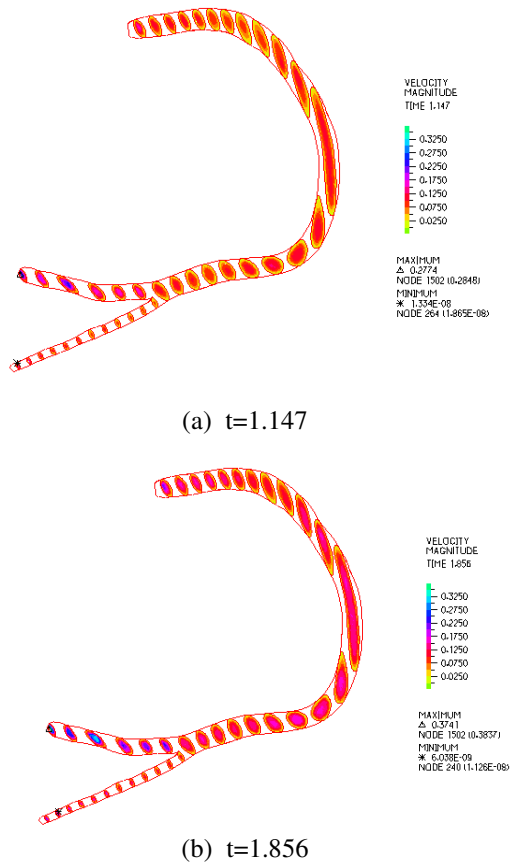 VELOCITY
MAGNITUDE
TIME 1.147
0.3250
0.2750
0.2250
0.1750
0.1250
0.0750
0.0250
MAXIMUM
△ 0.2774
NODE 1502 (0.2848)
MINIMUM
✳ 1.334E-08
NODE 264 (1.865E-08)
(a) t=1.147
VELOCITY
MAGNITUDE
TIME 1.856
0.3250
0.2750
0.2250
0.1750
0.1250
0.0750
0.0250
MAXIMUM
△ 0.3741
NODE 1502 (0.3837)
MINIMUM
✳ 6.038E-09
NODE 240 (1.126E-08)
(b) t=1.856